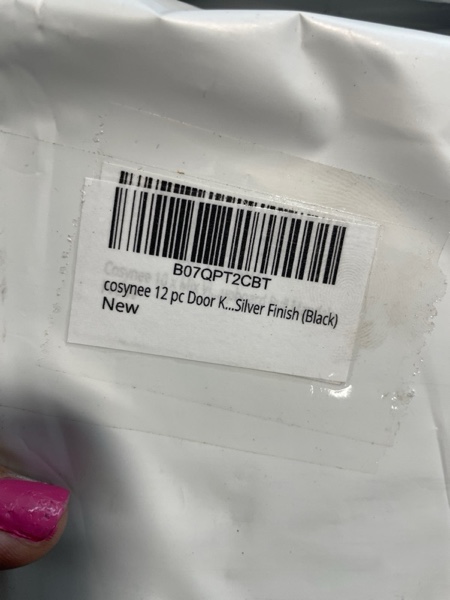 B07QPT2CBT
cosynee 12 pc Door K...Silver Finish (Black)
New